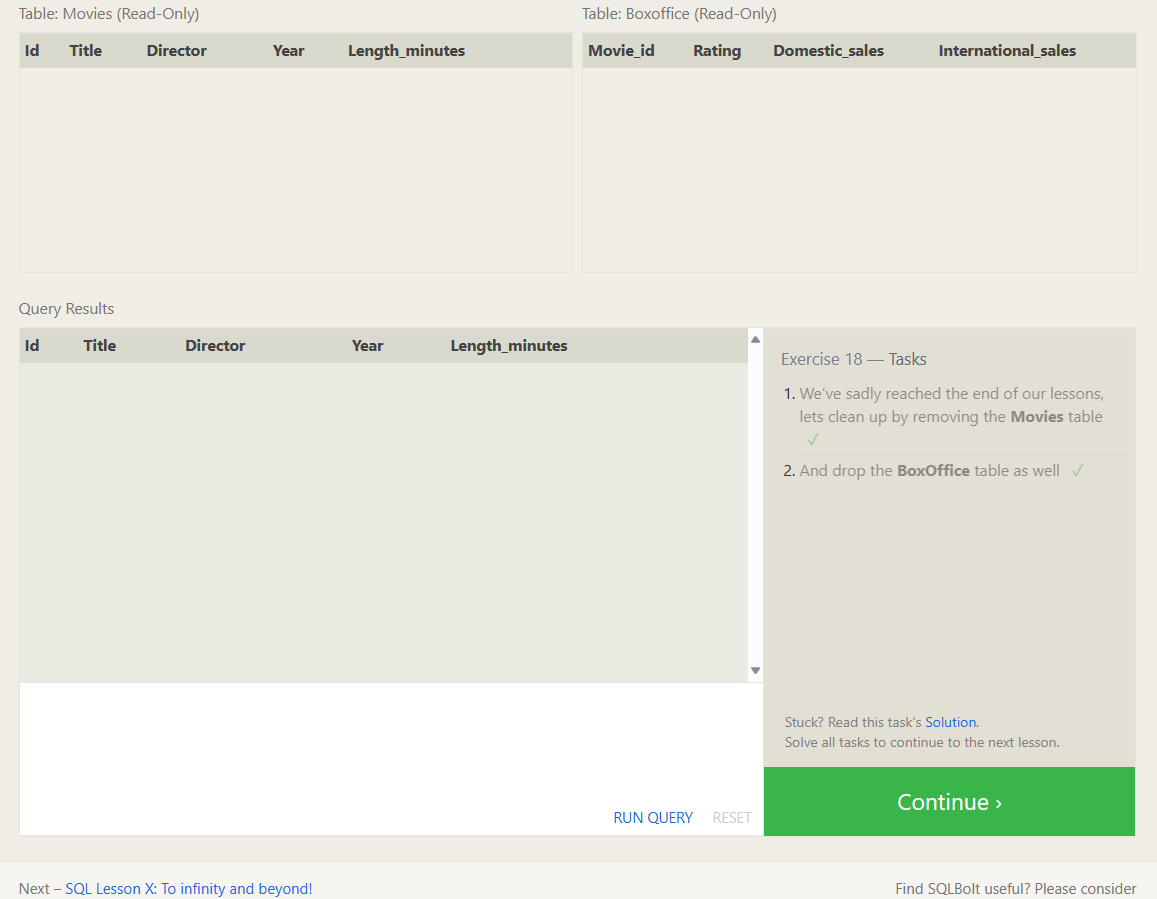 Table: Movies (Read-Only)
Table: Boxoffice (Read-Only)
Id Title Director Year Length_minutes
Movie_id Rating Domestic_sales International_sales
Query Results
Id Title Director Year Length_minutes
Exercise 18 — Tasks
1. We've sadly reached the end of our lessons,
lets clean up by removing the Movies table
✓
2. And drop the BoxOffice table as well ✓
Stuck? Read this task's Solution.
Solve all tasks to continue to the next lesson.
RUN QUERY RESET
Continue ›
Next – SQL Lesson X: To infinity and beyond!
Find SQLBolt useful? Please consider